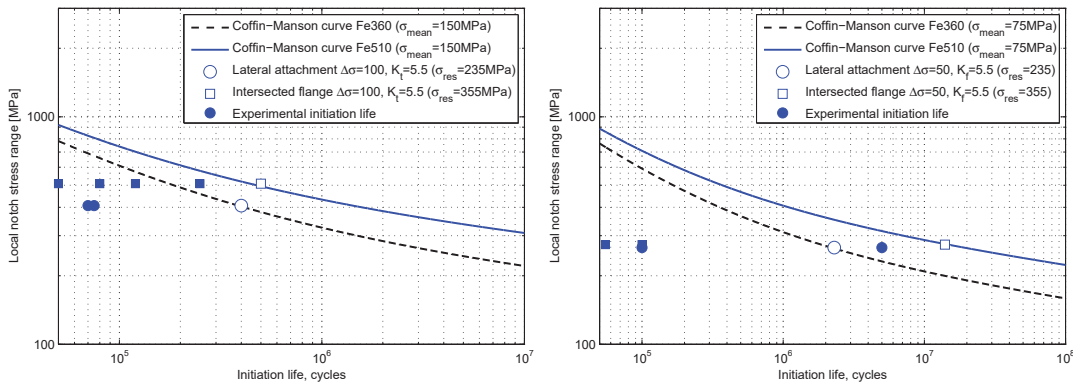 Coffin−Manson curve Fe360 (σmean=150MPa)
Coffin−Manson curve Fe510 (σmean=150MPa)
Lateral attachment Δσ=100, Kt=5.5 (σres=235MPa)
Intersected flange Δσ=100, Kt=5.5 (σres=355MPa)
Experimental initiation life
1000
100
Local notch stress range [MPa]
10^5
10^6
10^7
Initiation life, cycles
Coffin−Manson curve Fe360 (σmean=75MPa)
Coffin−Manson curve Fe510 (σmean=75MPa)
Lateral attachment Δσ=50, Kf=5.5 (σres=235)
Intersected flange Δσ=50, Kf=5.5 (σres=355)
Experimental initiation life
1000
100
Local notch stress range [MPa]
10^5
10^6
10^7
10^8
Initiation life, cycles